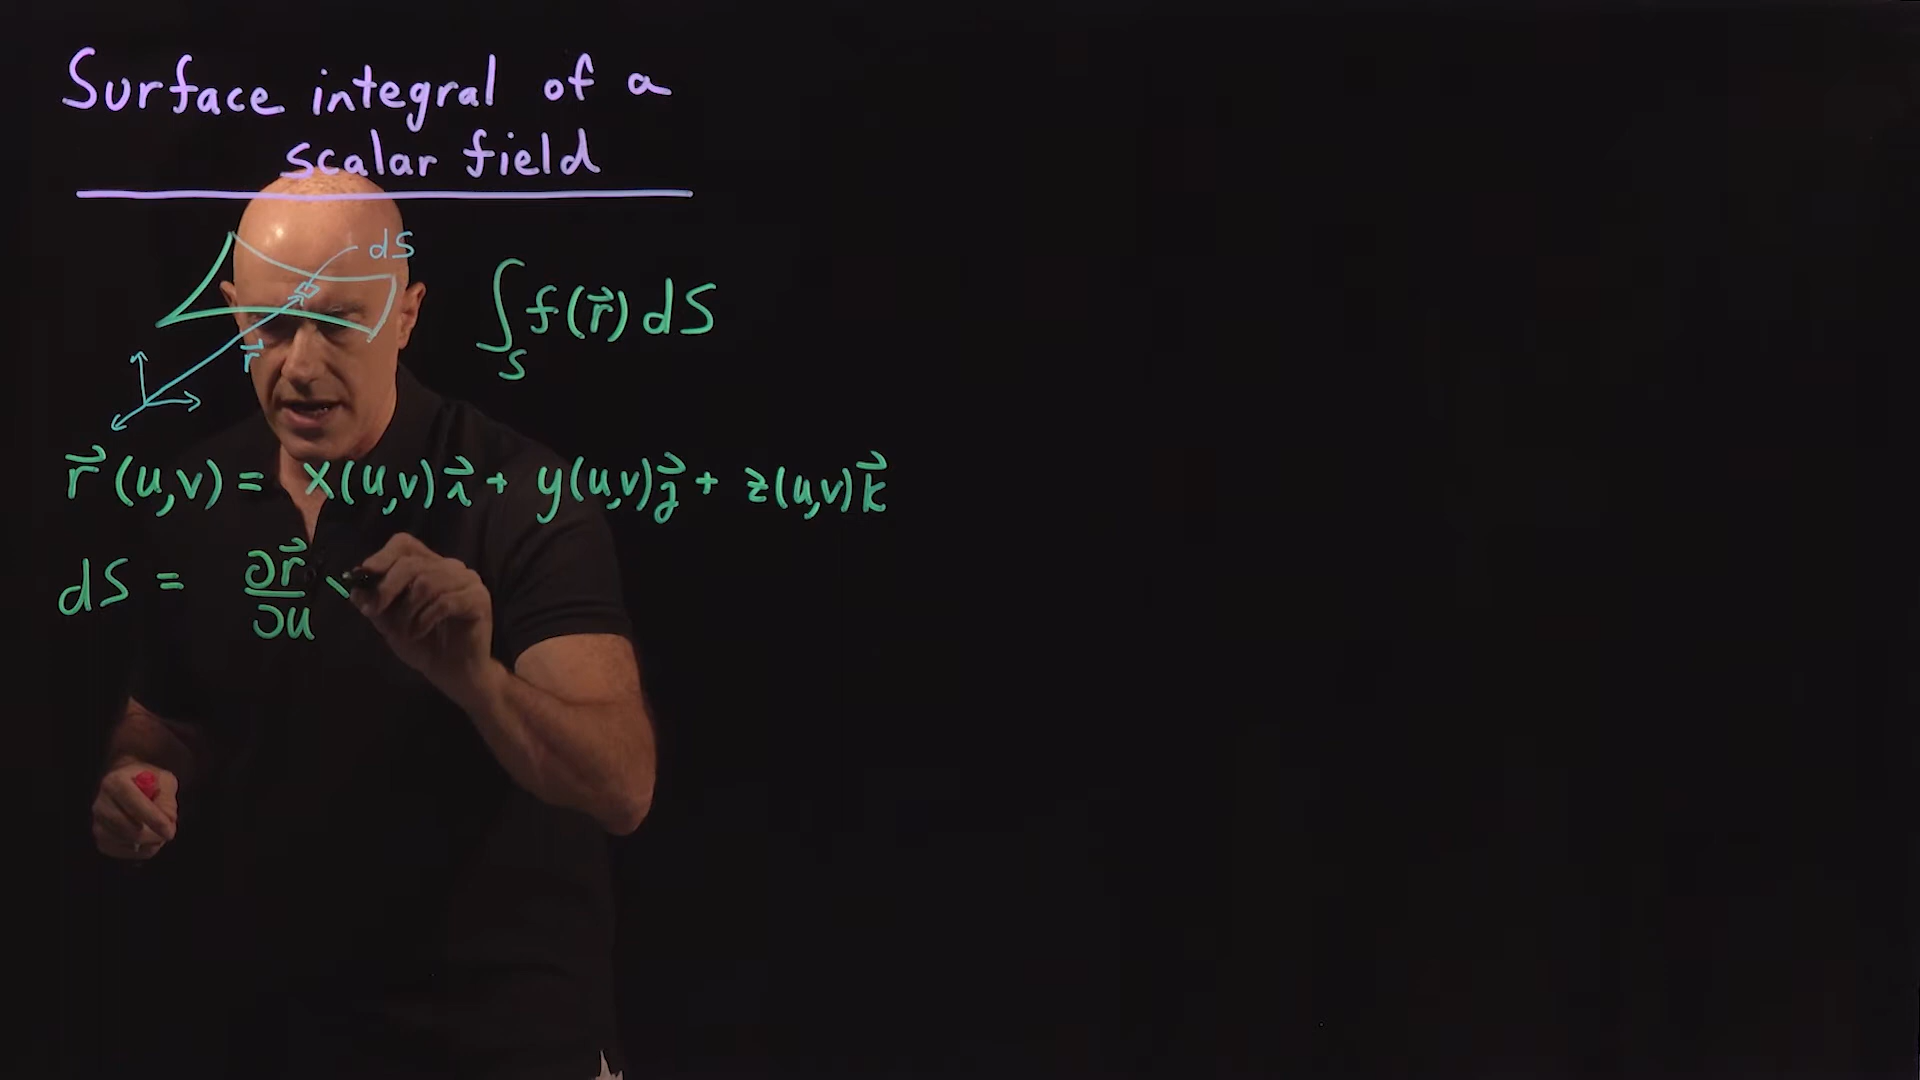 Surface integral of a
scalar field
dS
r⃗
∫_S f(r⃗) dS
r⃗(u,v) = x(u,v)i⃗ + y(u,v)j⃗ + z(u,v)k⃗
dS = ∂r⃗/∂u